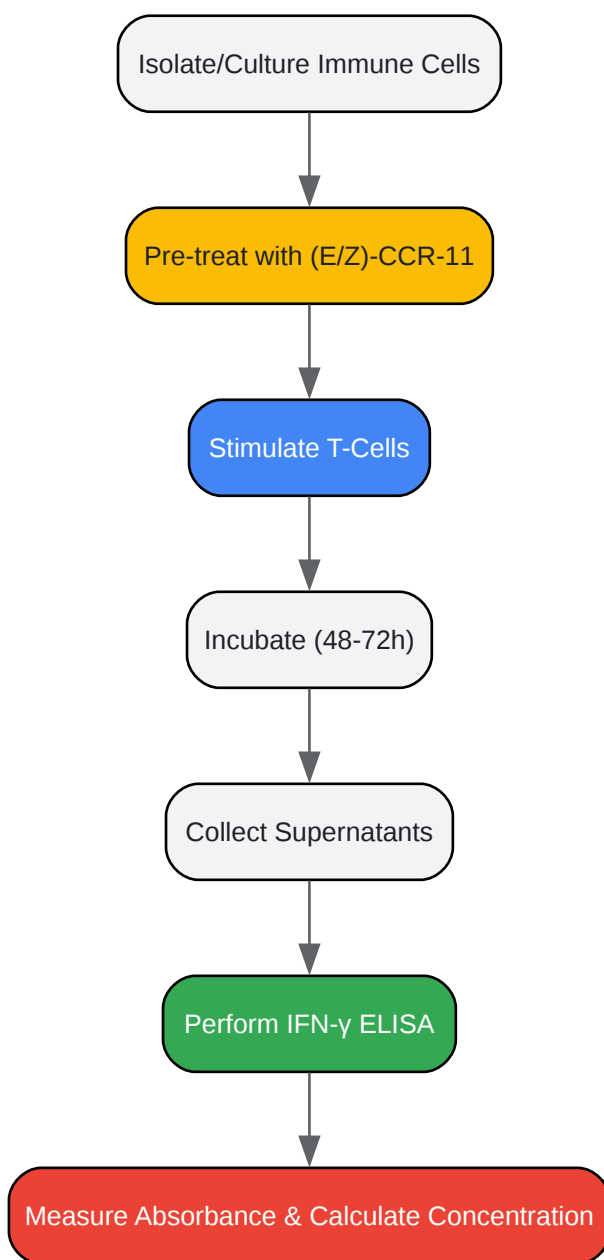 Isolate/Culture Immune Cells
Pre-treat with (E/Z)-CCR-11
Stimulate T-Cells
Incubate (48-72h)
Collect Supernatants
Perform IFN-γ ELISA
Measure Absorbance & Calculate Concentration